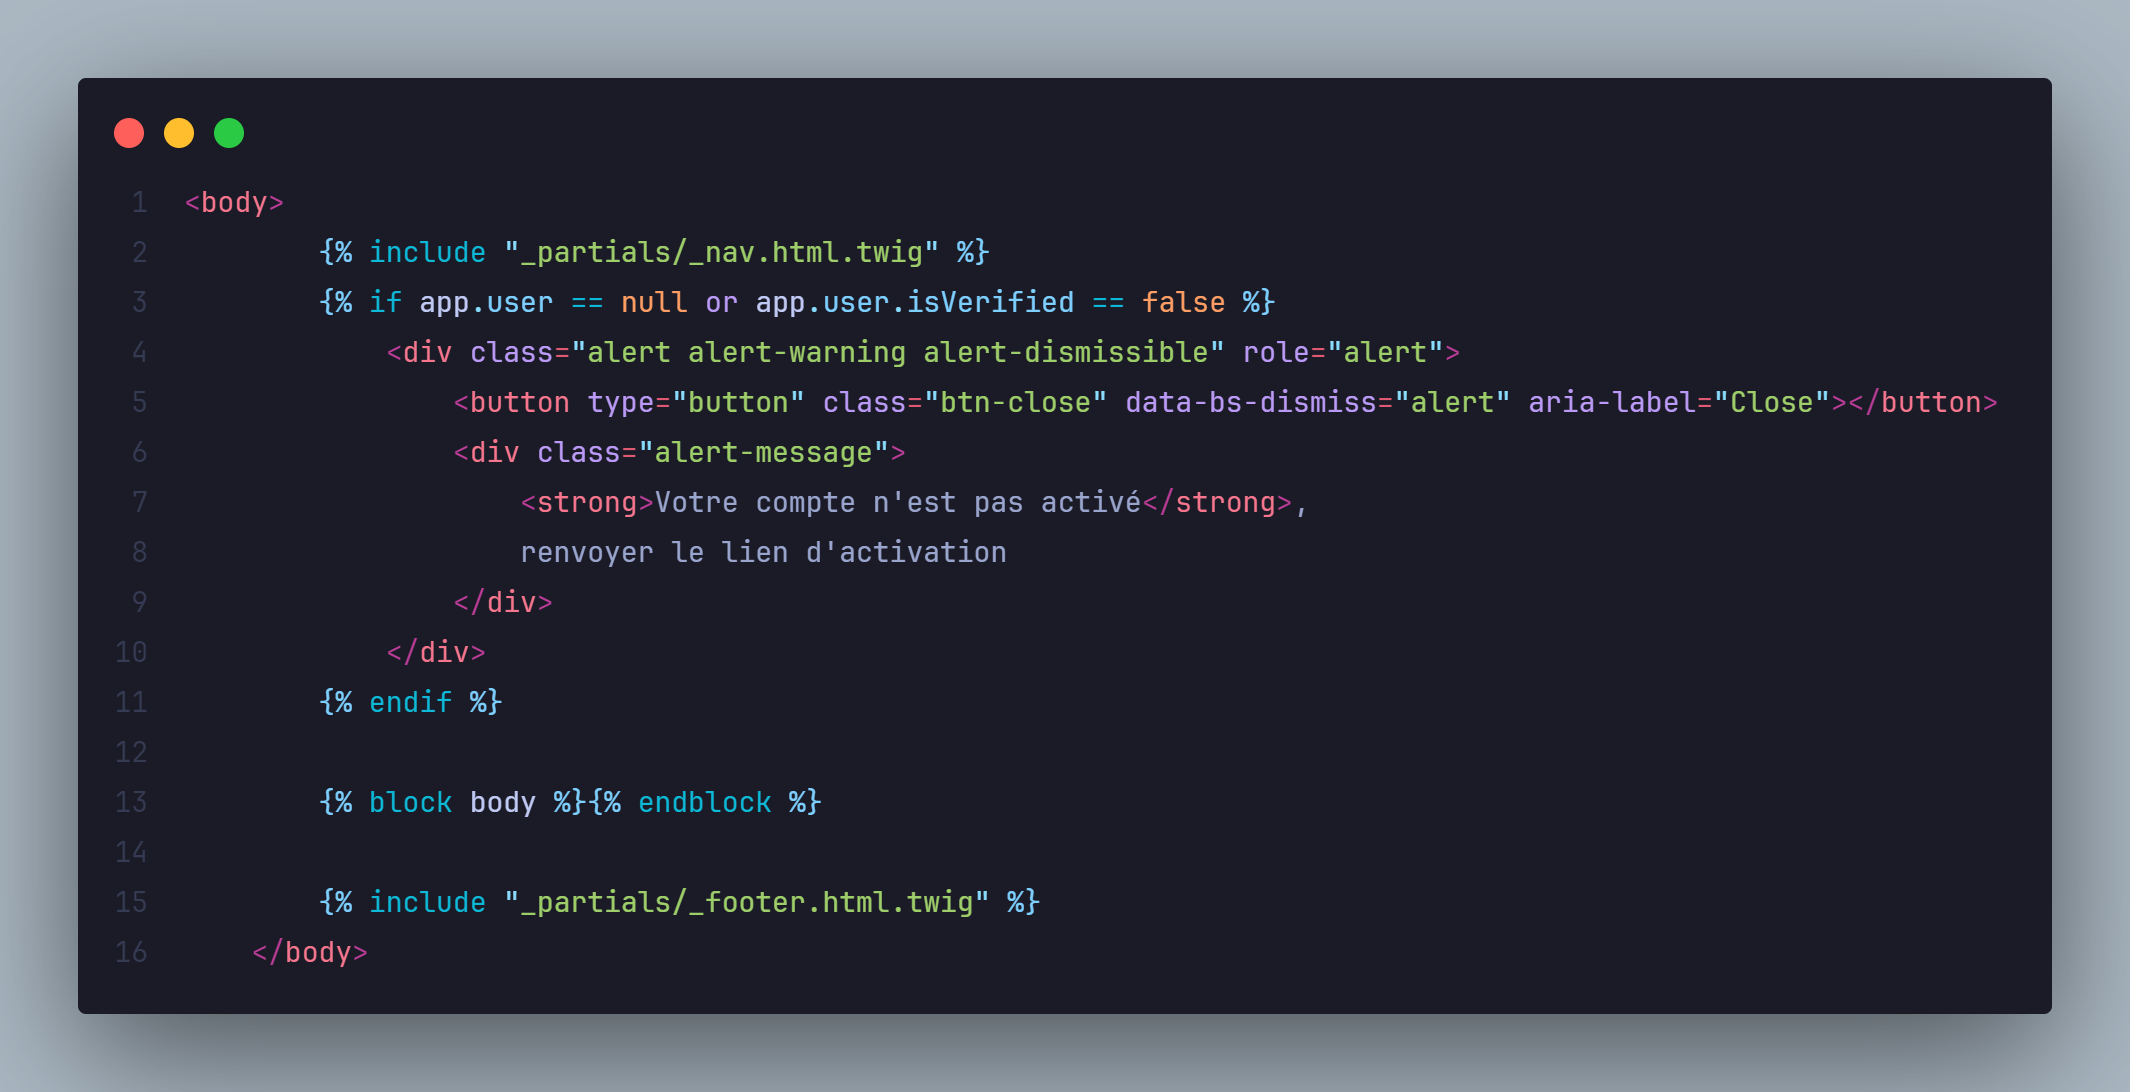 1 <body>
2         {% include "_partials/_nav.html.twig" %}
3         {% if app.user == null or app.user.isVerified == false %}
4             <div class="alert alert-warning alert-dismissible" role="alert">
5                 <button type="button" class="btn-close" data-bs-dismiss="alert" aria-label="Close"></button>
6                 <div class="alert-message">
7                     <strong>Votre compte n'est pas activé</strong>,
8                     renvoyer le lien d'activation
9                 </div>
10             </div>
11         {% endif %}
12
13         {% block body %}{% endblock %}
14
15         {% include "_partials/_footer.html.twig" %}
16     </body>